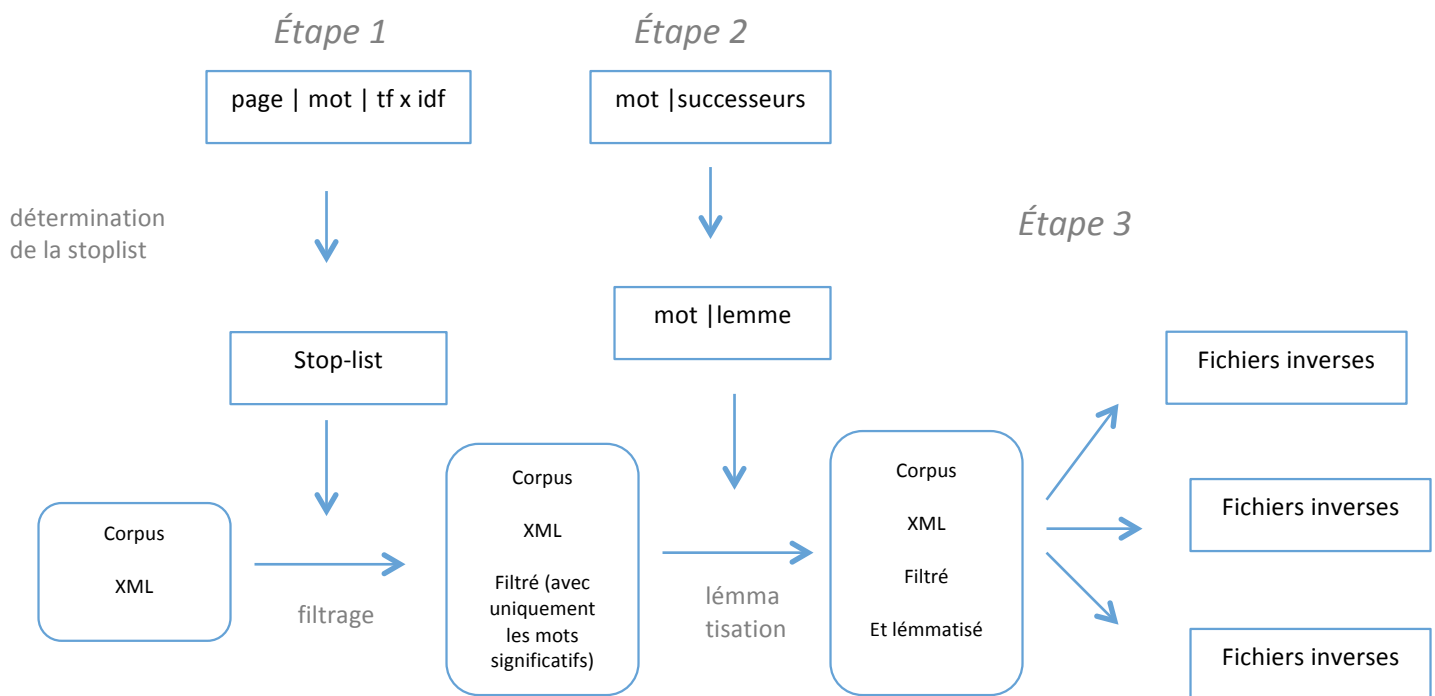 Étape 1
Étape 2
page | mot | tf x idf
mot |successeurs
détermination
de la stoplist
Étape 3
mot |lemme
Stop-list
Fichiers inverses
Corpus
XML
filtrage
Corpus
XML
Filtré (avec
uniquement
les mots
significatifs)
lémma
tisation
Corpus
XML
Filtré
Et lémmatisé
Fichiers inverses
Fichiers inverses